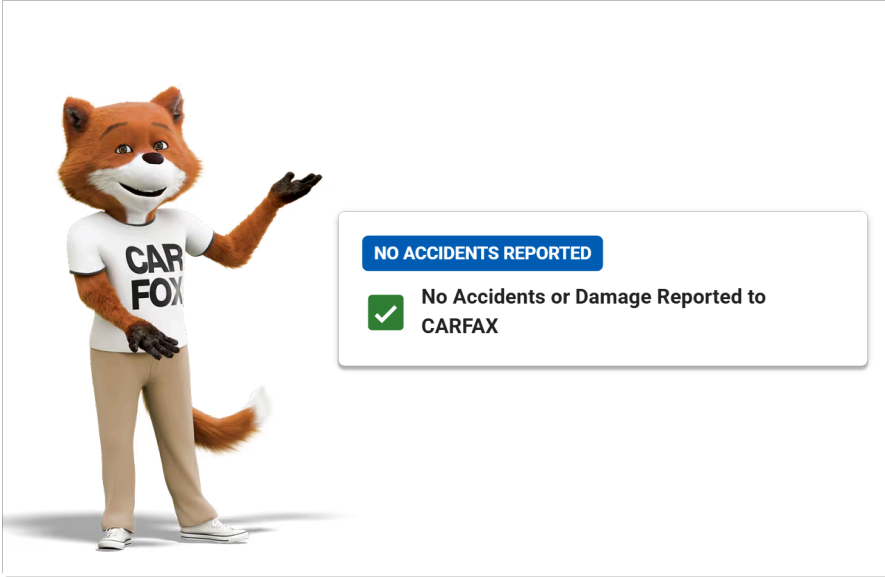 CAR
FOX
NO ACCIDENTS REPORTED
No Accidents or Damage Reported to
CARFAX